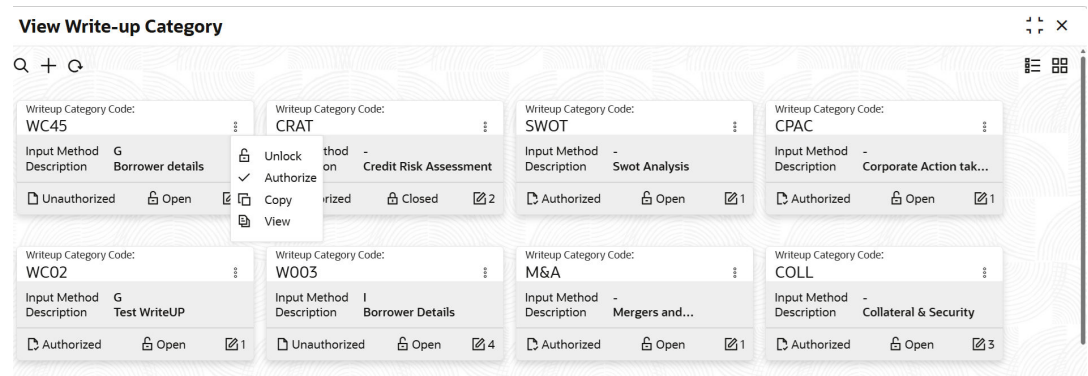 View Write-up Category
Writeup Category Code:
WC45
Input Method G
Description Borrower details
Unauthorized Open
Unlock
Authorize
Copy
View
Writeup Category Code:
CRAT
-
Credit Risk Assessment
Closed 2
Writeup Category Code:
SWOT
Input Method -
Description Swot Analysis
Authorized Open 1
Writeup Category Code:
CPAC
Input Method -
Description Corporate Action tak...
Authorized Open 1
Writeup Category Code:
WC02
Input Method G
Description Test WriteUP
Authorized Open 1
Writeup Category Code:
W003
Input Method I
Description Borrower Details
Unauthorized Open 4
Writeup Category Code:
M&A
Input Method -
Description Mergers and...
Authorized Open 1
Writeup Category Code:
COLL
Input Method -
Description Collateral & Security
Authorized Open 3